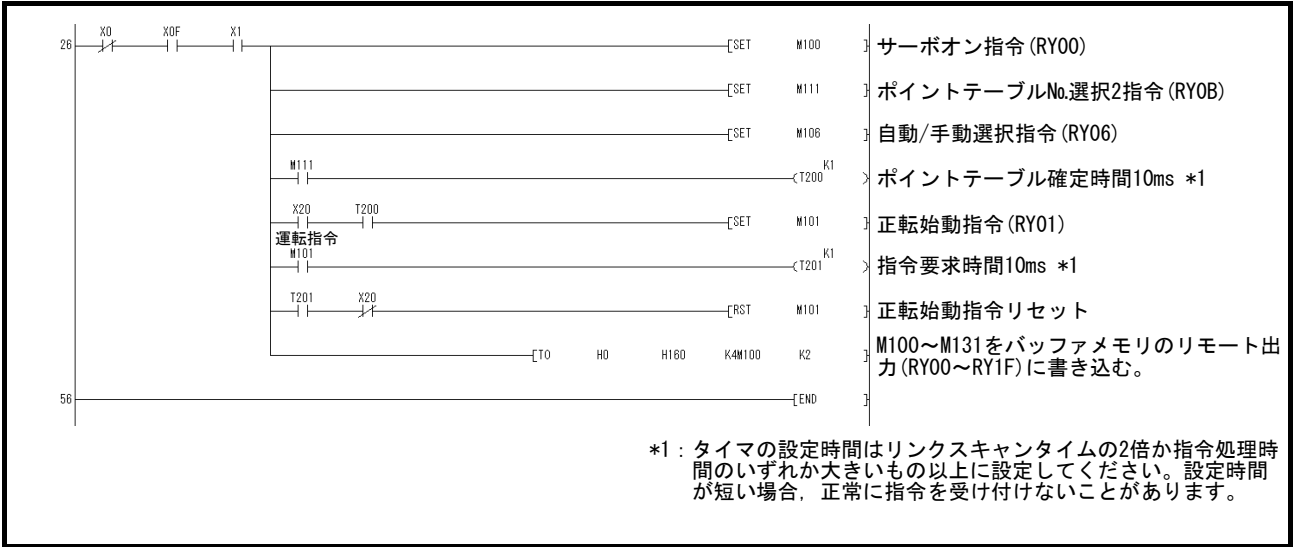 X0 X0F X1
26 [SET M100 ] サーボオン指令(RY00)
[SET M111 ] ポイントテーブル№選択2指令(RY0B)
[SET M106 ] 自動/手動選択指令(RY06)
M111 K1
(T200 ) ポイントテーブル確定時間10ms *1
X20 T200
[SET M101 ] 正転始動指令(RY01)
運転指令
M101 K1
(T201 ) 指令要求時間10ms *1
T201 X20
[RST M101 ] 正転始動指令リセット
[TO H0 H160 K4M100 K2 ] M100～M131をバッファメモリのリモート出
力(RY00～RY1F)に書き込む。
56 [END ]
*1：タイマの設定時間はリンクスキャンタイムの2倍か指令処理時
間のいずれか大きいもの以上に設定してください。設定時間
が短い場合，正常に指令を受け付けないことがあります。